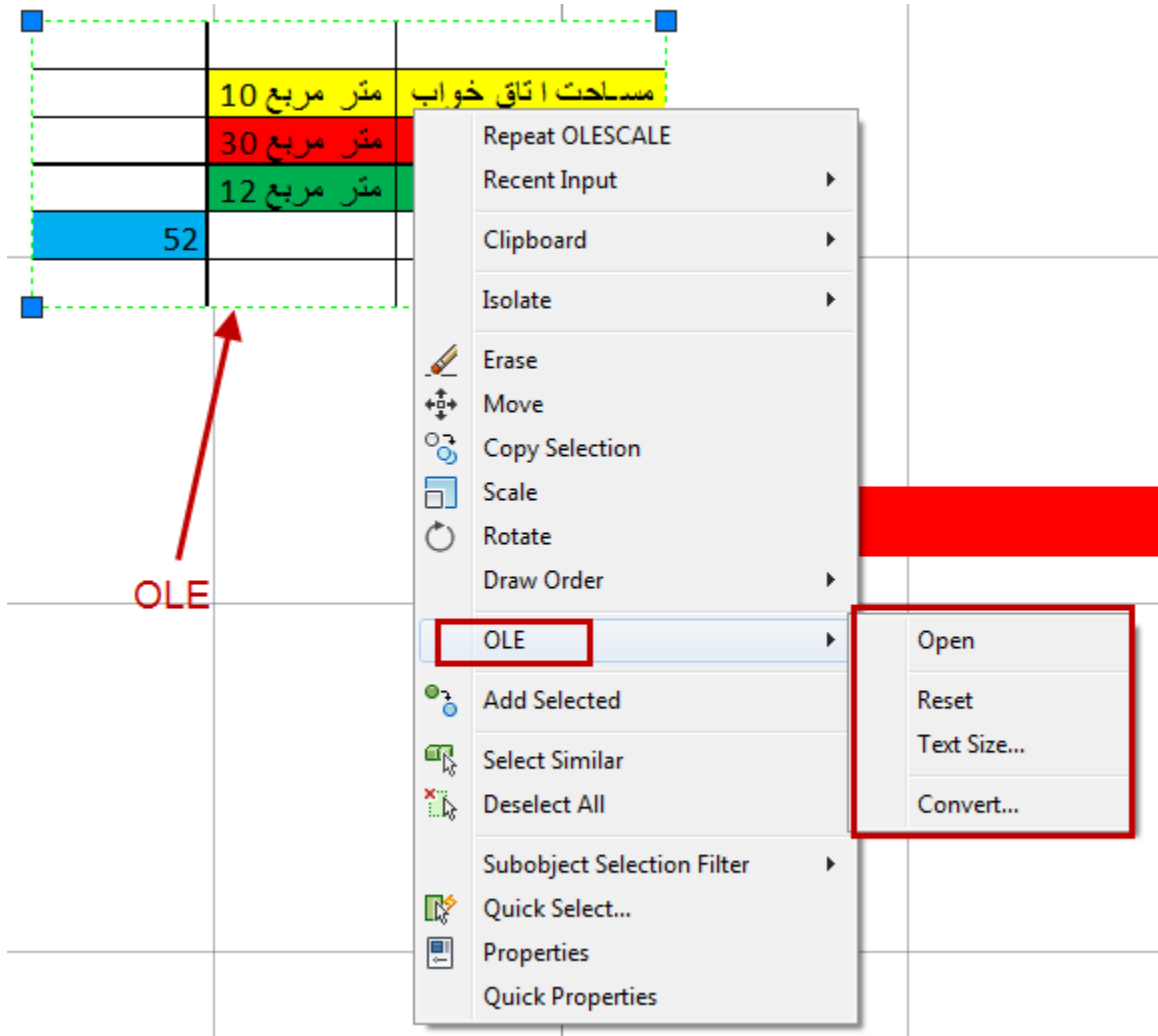 مساحت اتاق خواب متر مربع 10
متر مربع 30
متر مربع 12
52
OLE
Repeat OLESCALE
Recent Input
Clipboard
Isolate
Erase
Move
Copy Selection
Scale
Rotate
Draw Order
OLE
Add Selected
Select Similar
Deselect All
Subobject Selection Filter
Quick Select...
Properties
Quick Properties
Open
Reset
Text Size...
Convert...